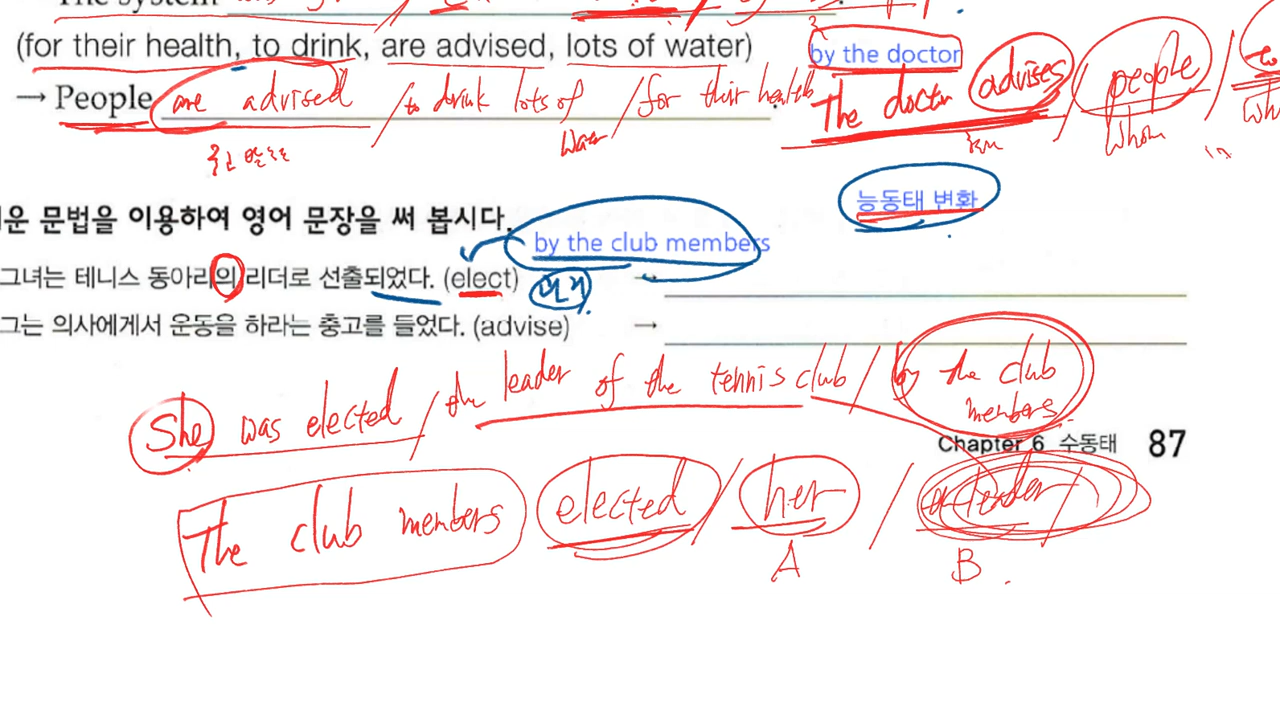 The system
(for their health, to drink, are advised, lots of water) by the doctor
→ People are advised / to drink lots of water / for their health. The doctor advises / people /
whom
능동태 변화
운 문법을 이용하여 영어 문장을 써 봅시다.
by the club members
그녀는 테니스 동아리의 리더로 선출되었다. (elect) →
그는 의사에게서 운동을 하라는 충고를 들었다. (advise) →
She was elected / the leader of the tennis club / by the club members
Chapter 6 수동태 87
The club members elected / her / a leader /
A B